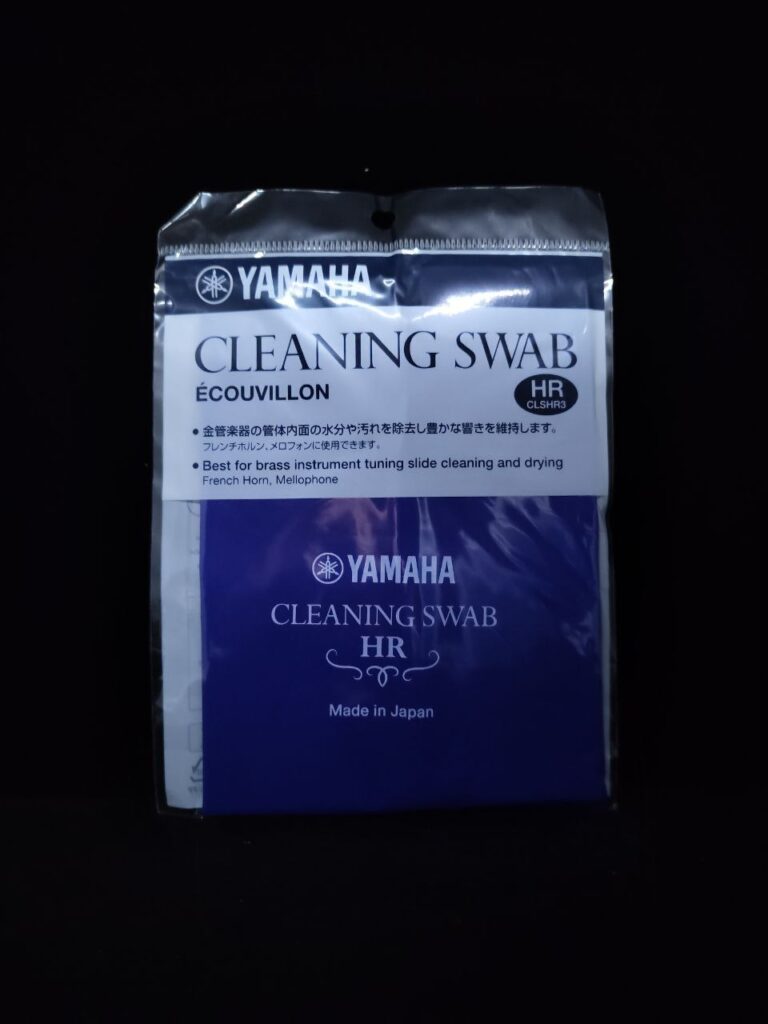 YAMAHA
CLEANING SWAB
ÉCOUVILLON
HR
CLSHR3
• 金管楽器の管体内面の水分や汚れを除去し豊かな響きを維持します。
フレンチホルン、メロフォンに使用できます。
• Best for brass instrument tuning slide cleaning and drying
French Horn, Mellophone
YAMAHA
CLEANING SWAB
HR
Made in Japan